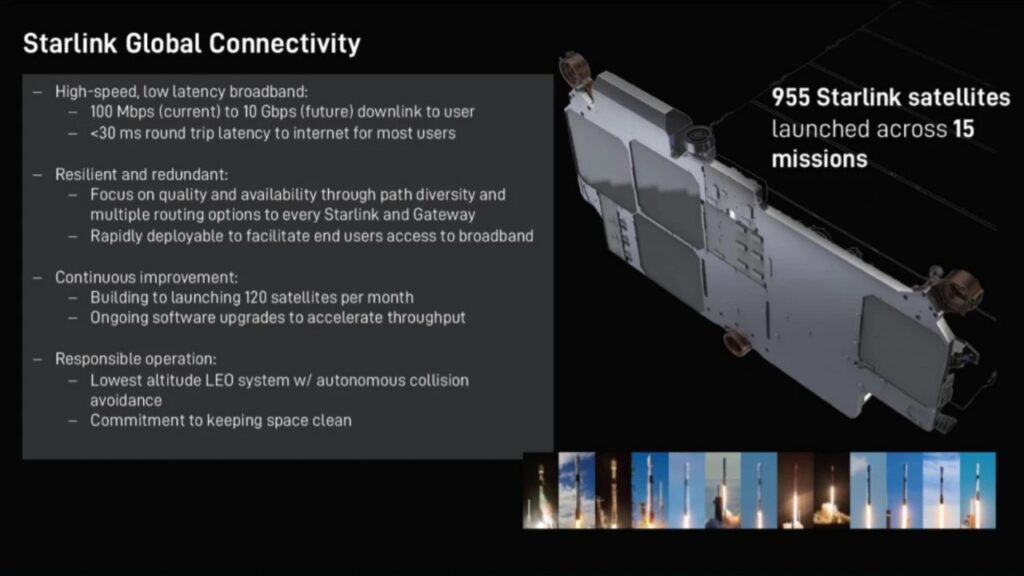 Starlink Global Connectivity
– High-speed, low latency broadband:
– 100 Mbps (current) to 10 Gbps (future) downlink to user
– <30 ms round trip latency to internet for most users
– Resilient and redundant:
– Focus on quality and availability through path diversity and
multiple routing options to every Starlink and Gateway
– Rapidly deployable to facilitate end users access to broadband
– Continuous improvement:
– Building to launching 120 satellites per month
– Ongoing software upgrades to accelerate throughput
– Responsible operation:
– Lowest altitude LEO system w/ autonomous collision
avoidance
– Commitment to keeping space clean
955 Starlink satellites
launched across 15
missions